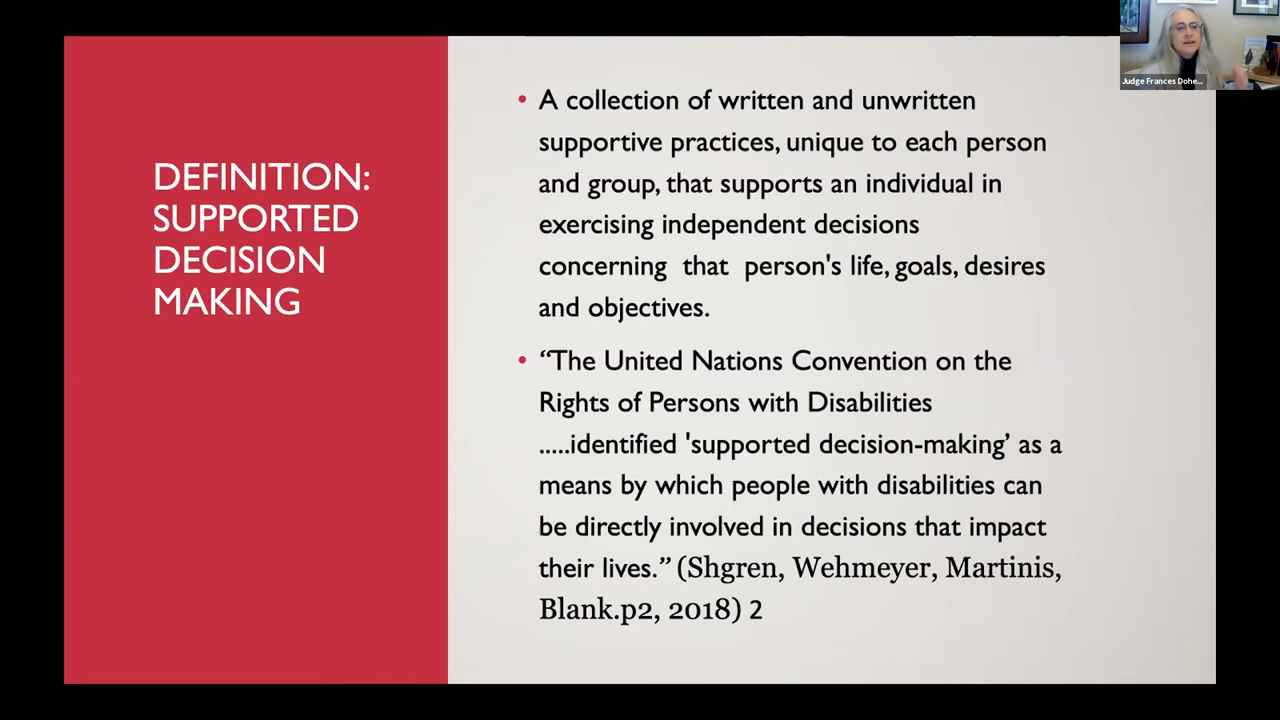 Judge Frances Dohe...
DEFINITION:
SUPPORTED
DECISION
MAKING
• A collection of written and unwritten
supportive practices, unique to each person
and group, that supports an individual in
exercising independent decisions
concerning that person's life, goals, desires
and objectives.
• “The United Nations Convention on the
Rights of Persons with Disabilities
.....identified 'supported decision-making’ as a
means by which people with disabilities can
be directly involved in decisions that impact
their lives.” (Shgren, Wehmeyer, Martinis,
Blank.p2, 2018) 2